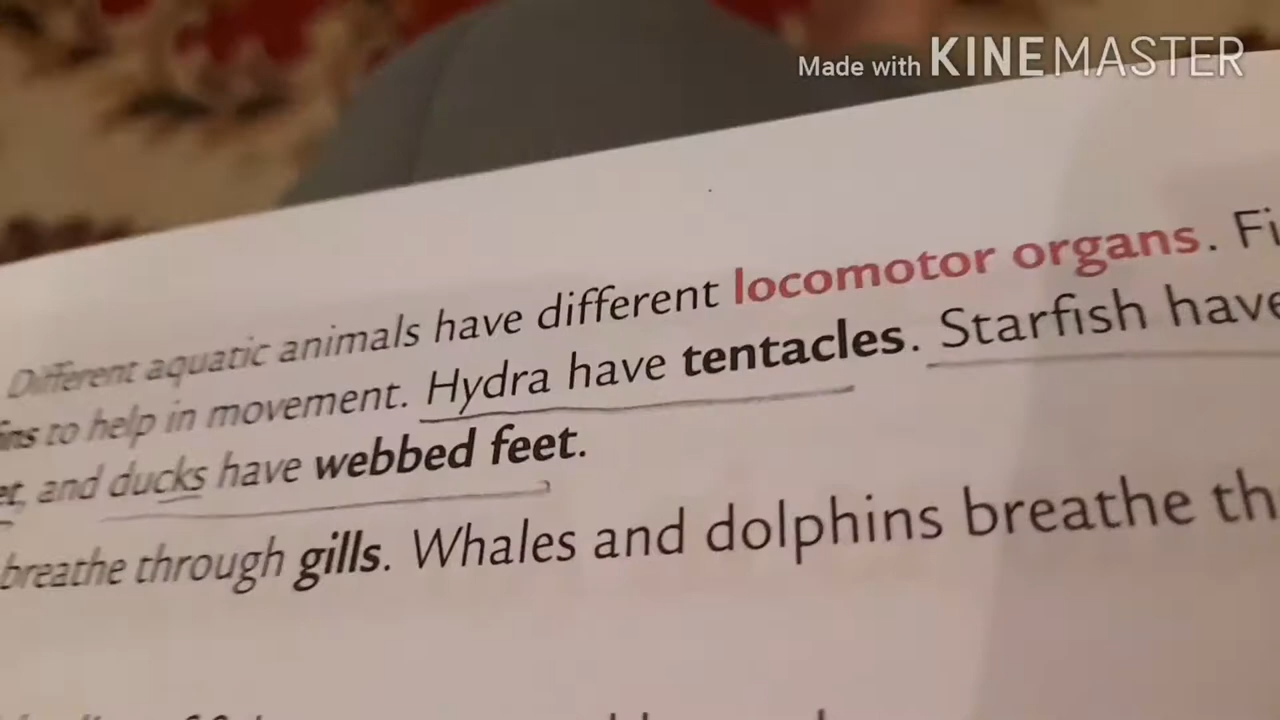 Made with KINEMASTER
Different aquatic animals have different locomotor organs. Fi
ins to help in movement. Hydra have tentacles. Starfish have
et, and ducks have webbed feet.
breathe through gills. Whales and dolphins breathe th